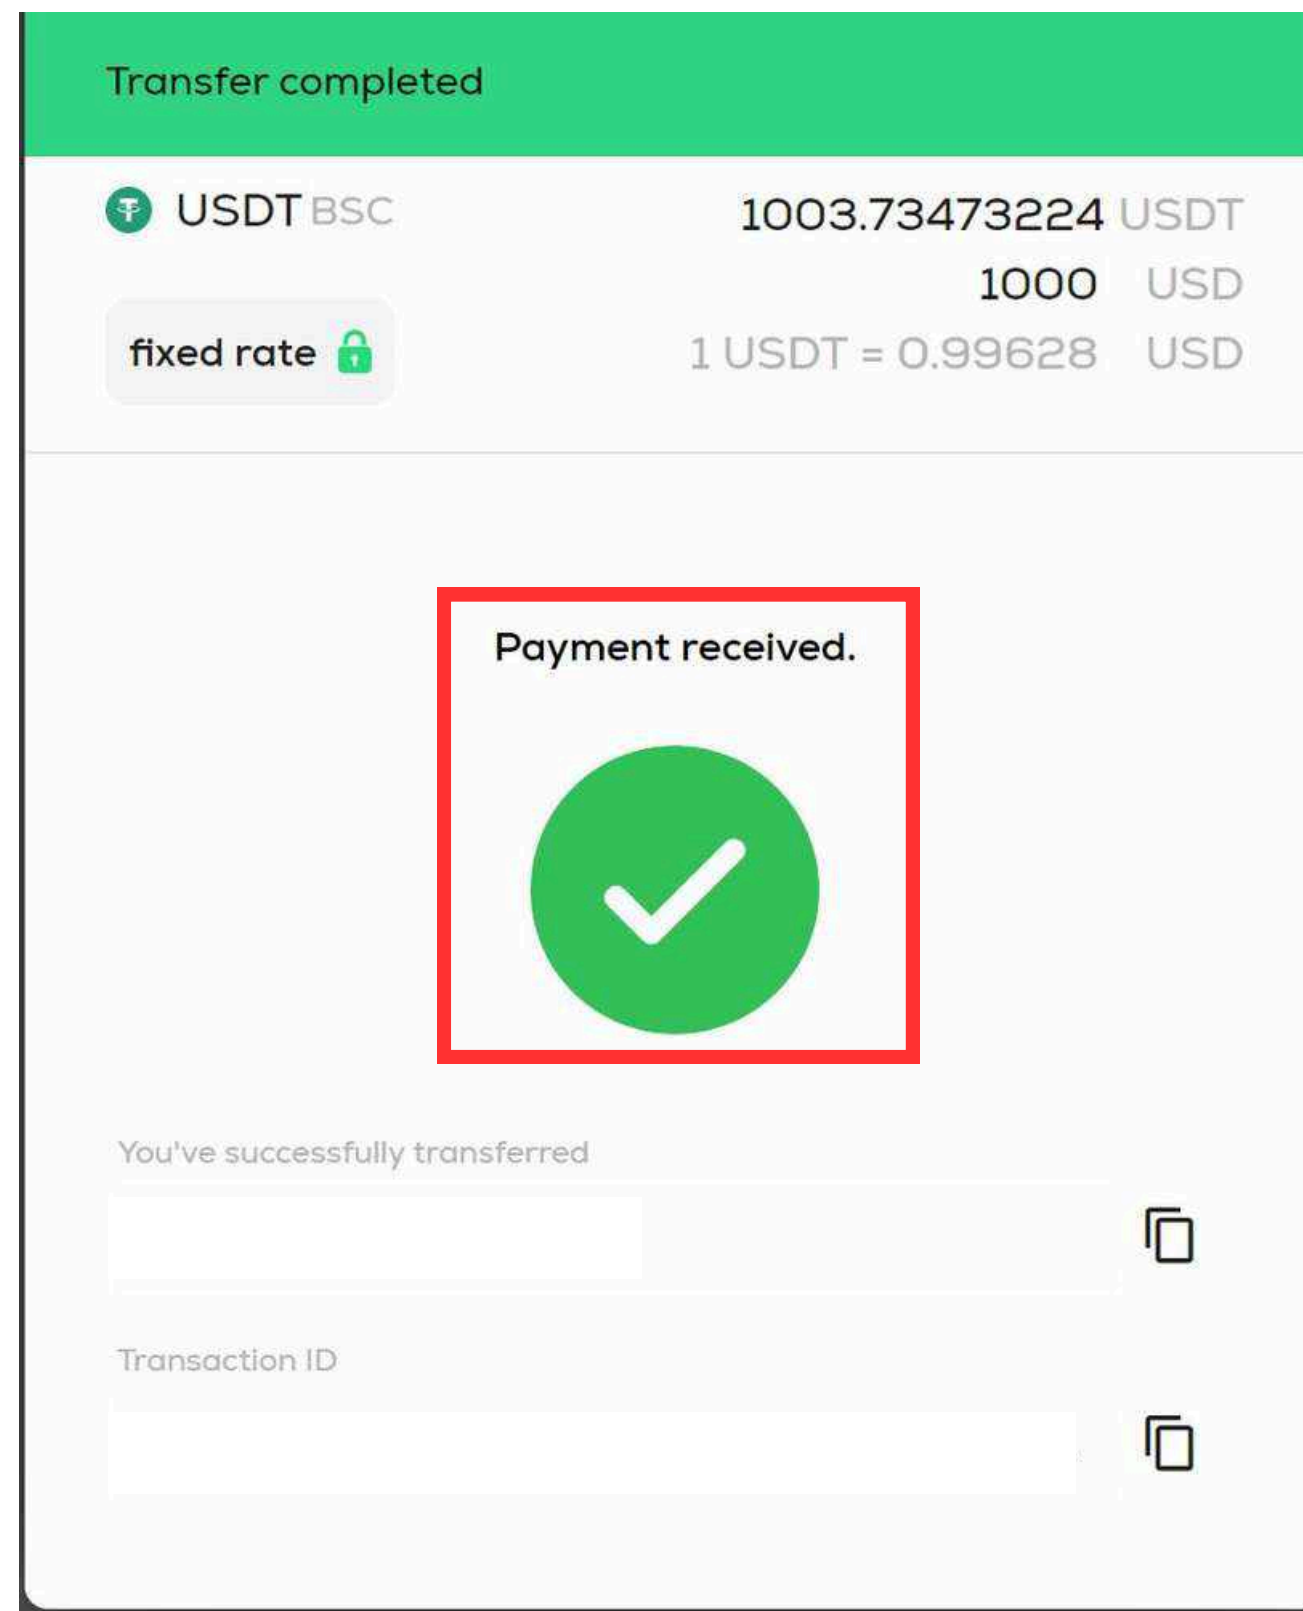 Transfer completed
USDT BSC
1003.73473224 USDT
1000 USD
fixed rate
1 USDT = 0.99628 USD
Payment received.
You've successfully transferred
Transaction ID